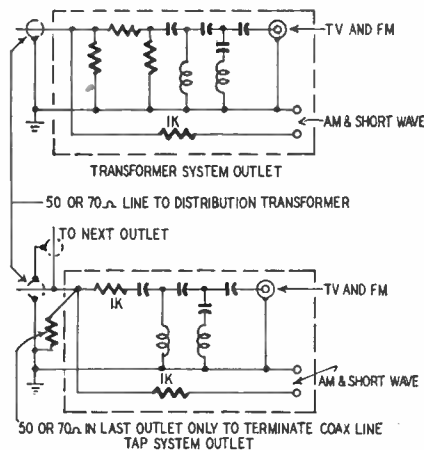 TV AND FM
1K
AM & SHORT WAVE
TRANSFORMER SYSTEM OUTLET
50 OR 70Ω LINE TO DISTRIBUTION TRANSFORMER
TO NEXT OUTLET
1K
TV AND FM
1K
AM & SHORT WAVE
50 OR 70Ω IN LAST OUTLET ONLY TO TERMINATE COAX LINE
TAP SYSTEM OUTLET